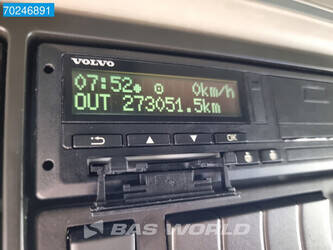 70246891
VOLVO
07:52 0km/h
OUT 273051.5km
OK
BAS WORLD